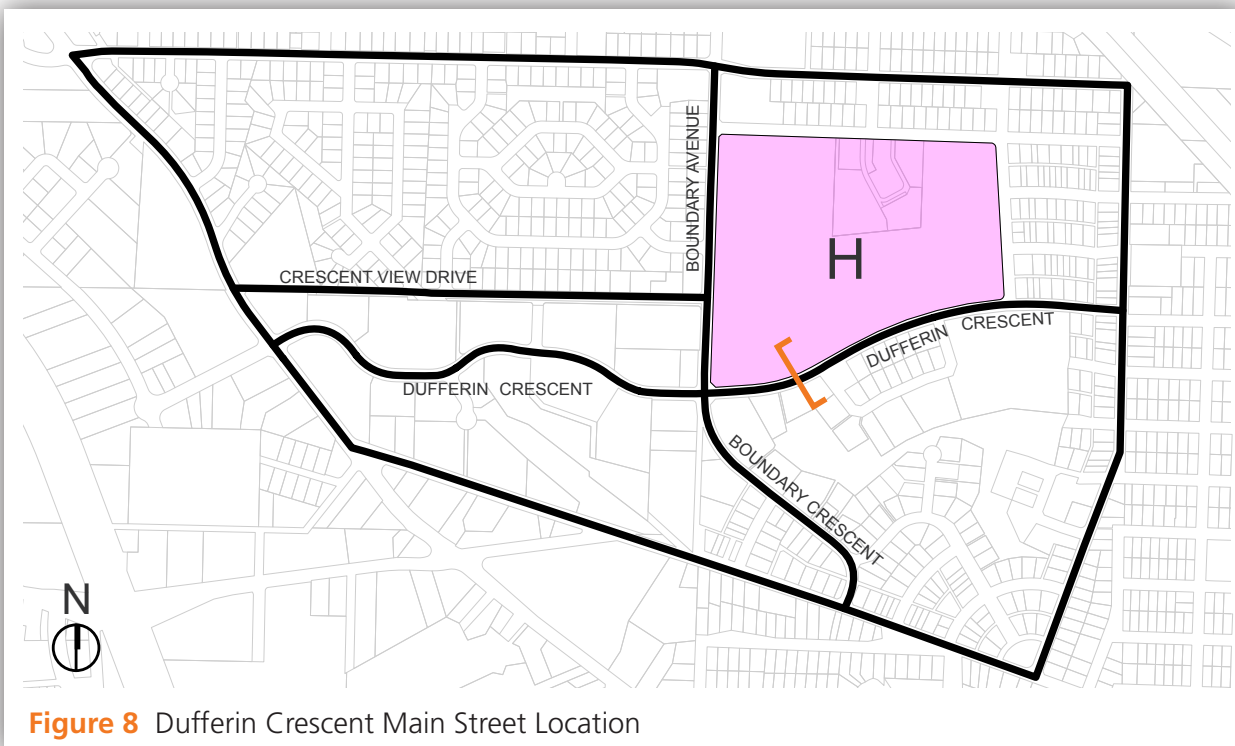 BOUNDARY AVENUE
H
CRESCENT VIEW DRIVE
DUFFERIN CRESCENT
DUFFERIN CRESCENT
BOUNDARY CRESCENT
N
Figure 8 Dufferin Crescent Main Street Location